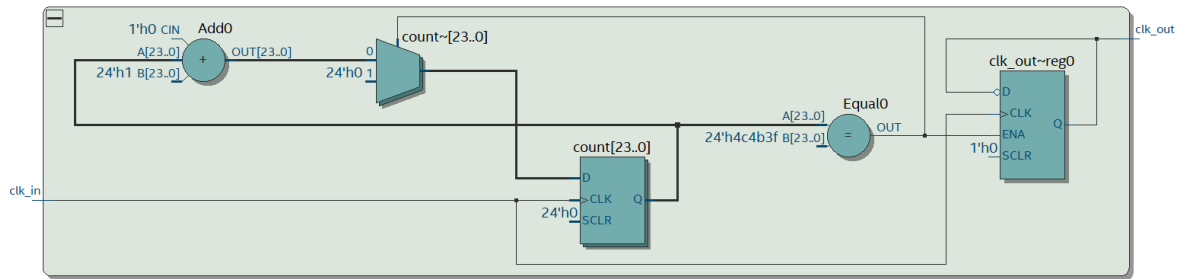 1'h0 CIN
Add0
A[23..0]
OUT[23..0]
24'h1 B[23..0]
+
count~[23..0]
0
24'h0 1
clk_out
clk_out~reg0
D
CLK
ENA
1'h0
SCLR
Q
Equal0
A[23..0]
OUT
24'h4c4b3f B[23..0]
=
count[23..0]
D
clk_in
CLK
Q
24'h0
SCLR